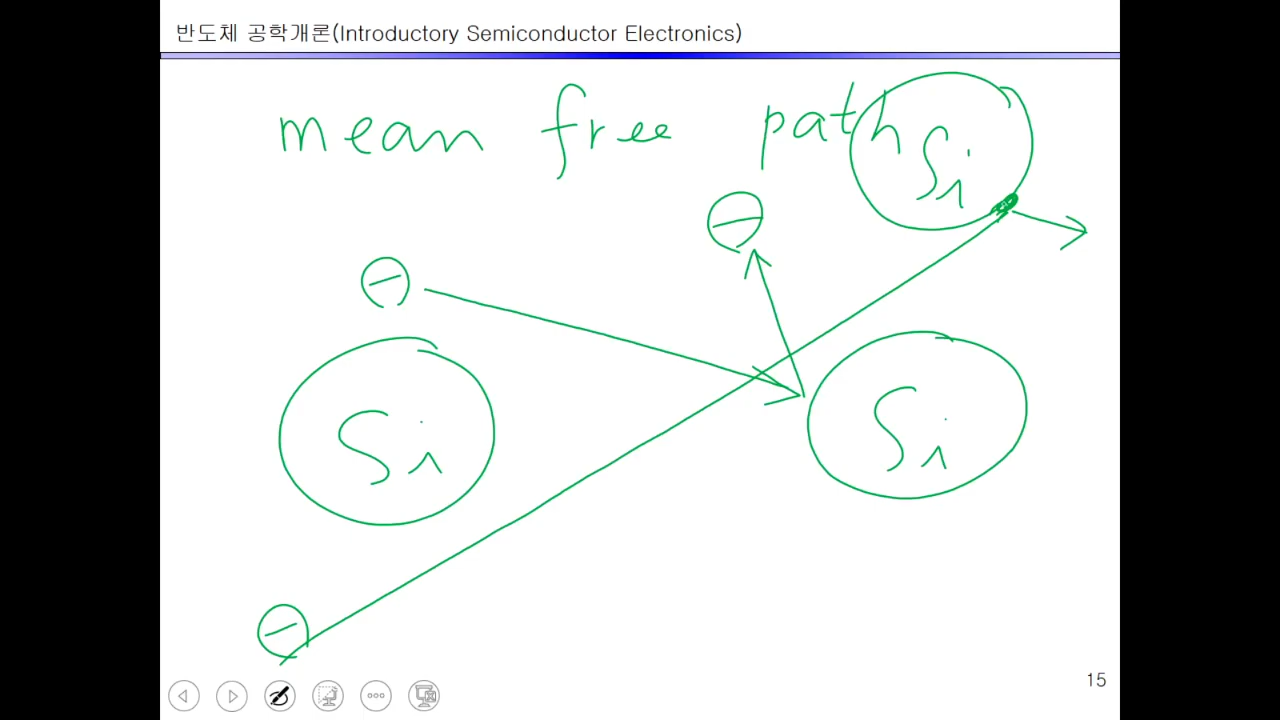 반도체 공학개론(Introductory Semiconductor Electronics)
mean free path
Si
Si
Si
15